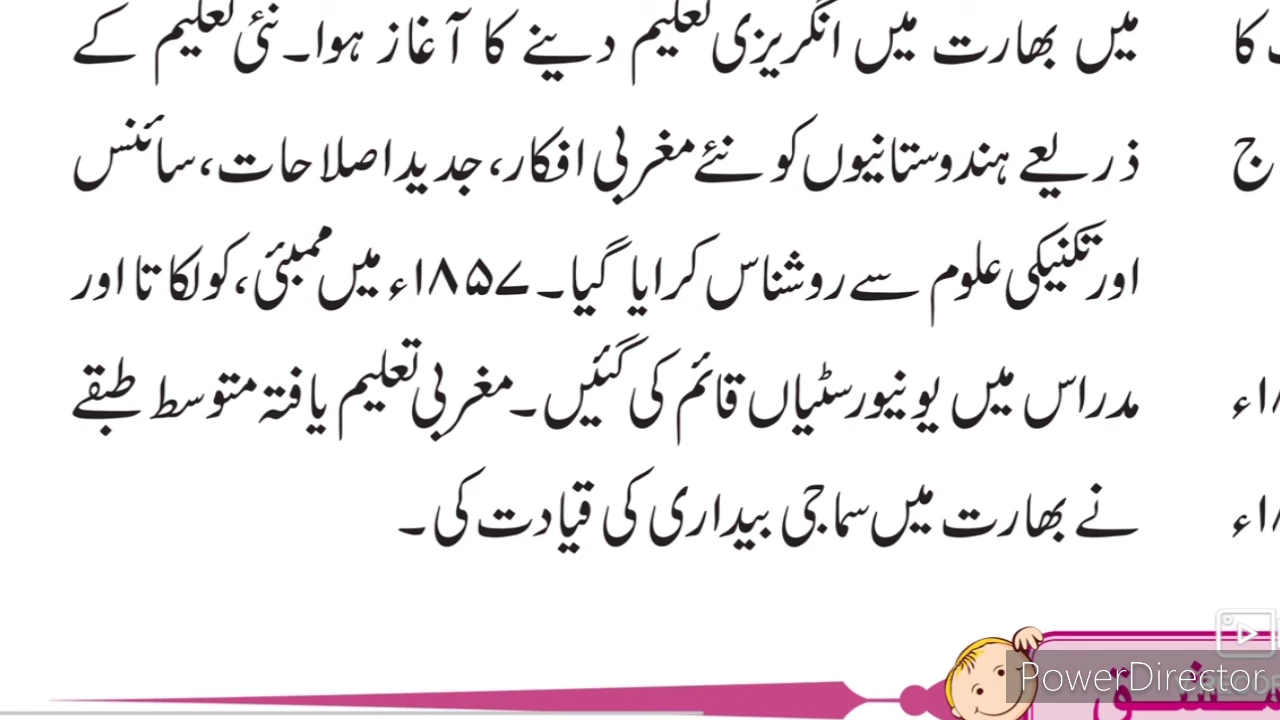 میں بھارت میں انگریزی تعلیم دینے کا آغاز ہوا۔ نئی تعلیم کے
ذریعے ہندوستانیوں کو نئے مغربی افکار، جدید اصلاحات، سائنس
اور تکنیکی علوم سے روشناس کرایا گیا۔ ۱۸۵۷ء میں ممبئی، کولکاتا اور
مدراس میں یونیورسٹیاں قائم کی گئیں۔ مغربی تعلیم یافتہ متوسط طبقے
نے بھارت میں سماجی بیداری کی قیادت کی۔
کا
ج
مشق
PowerDirector